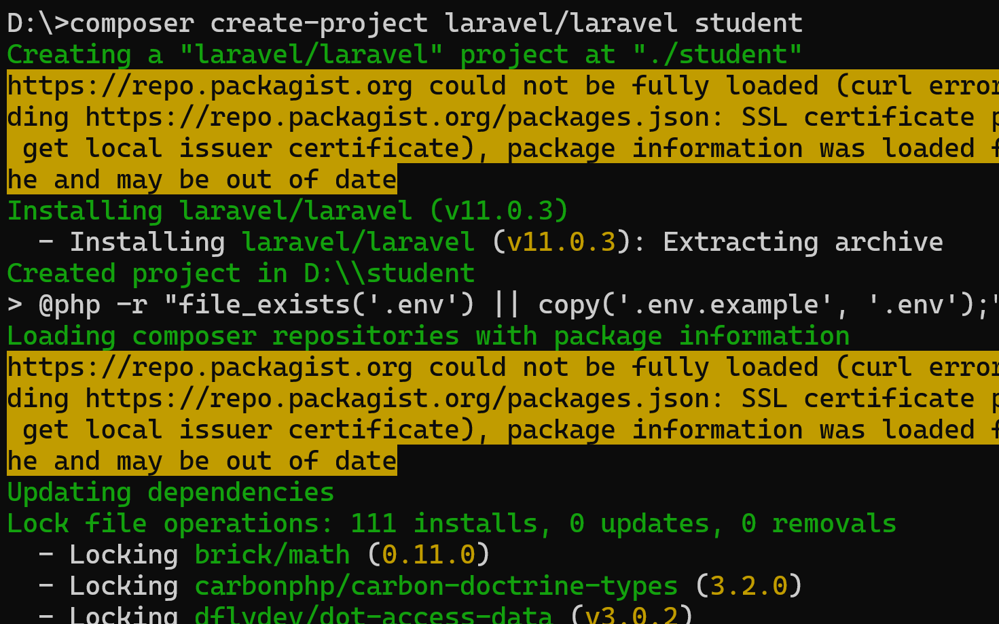 D:\>composer create-project laravel/laravel student
Creating a "laravel/laravel" project at "./student"
https://repo.packagist.org could not be fully loaded (curl error
ding https://repo.packagist.org/packages.json: SSL certificate p
get local issuer certificate), package information was loaded f
he and may be out of date
Installing laravel/laravel (v11.0.3)
  - Installing laravel/laravel (v11.0.3): Extracting archive
Created project in D:\\student
> @php -r "file_exists('.env') || copy('.env.example', '.env');"
Loading composer repositories with package information
https://repo.packagist.org could not be fully loaded (curl error
ding https://repo.packagist.org/packages.json: SSL certificate p
get local issuer certificate), package information was loaded f
he and may be out of date
Updating dependencies
Lock file operations: 111 installs, 0 updates, 0 removals
  - Locking brick/math (0.11.0)
  - Locking carbonphp/carbon-doctrine-types (3.2.0)
  - Locking dflydev/dot-access-data (v3.0.2)